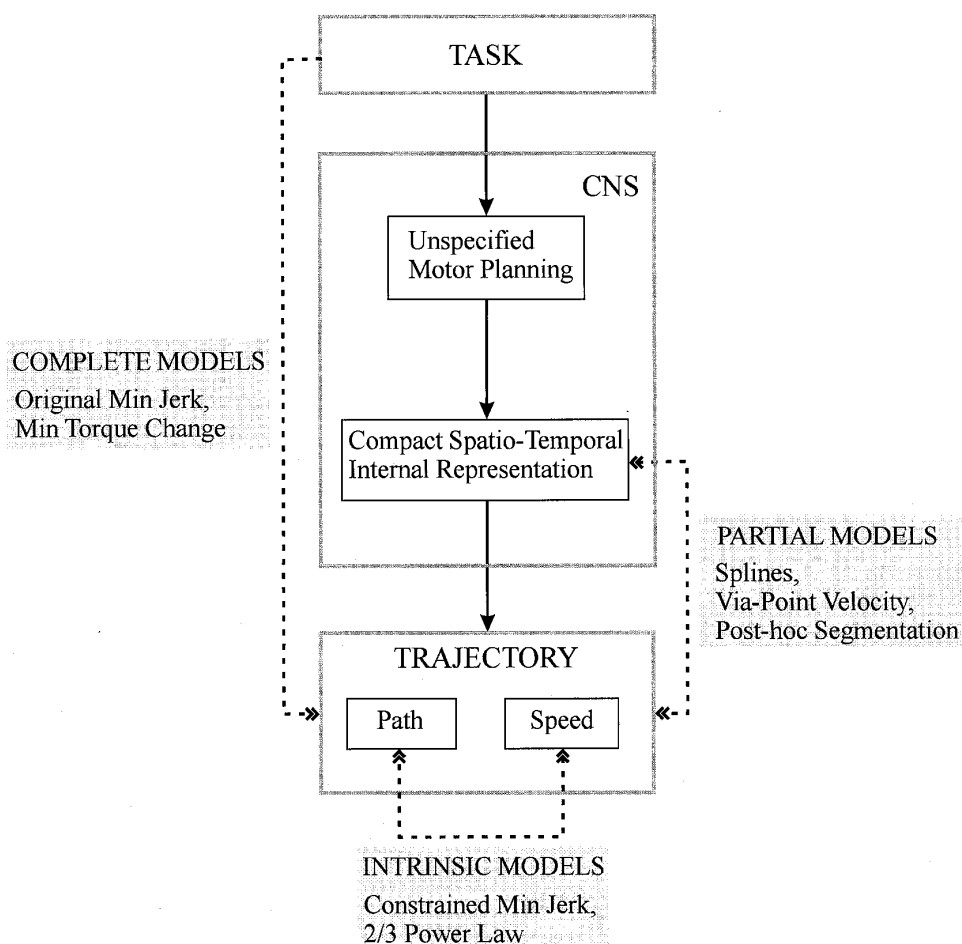 TASK
CNS
Unspecified
Motor Planning
COMPLETE MODELS
Original Min Jerk,
Min Torque Change
Compact Spatio-Temporal
Internal Representation
PARTIAL MODELS
Splines,
Via-Point Velocity,
Post-hoc Segmentation
TRAJECTORY
Path
Speed
INTRINSIC MODELS
Constrained Min Jerk,
2/3 Power Law